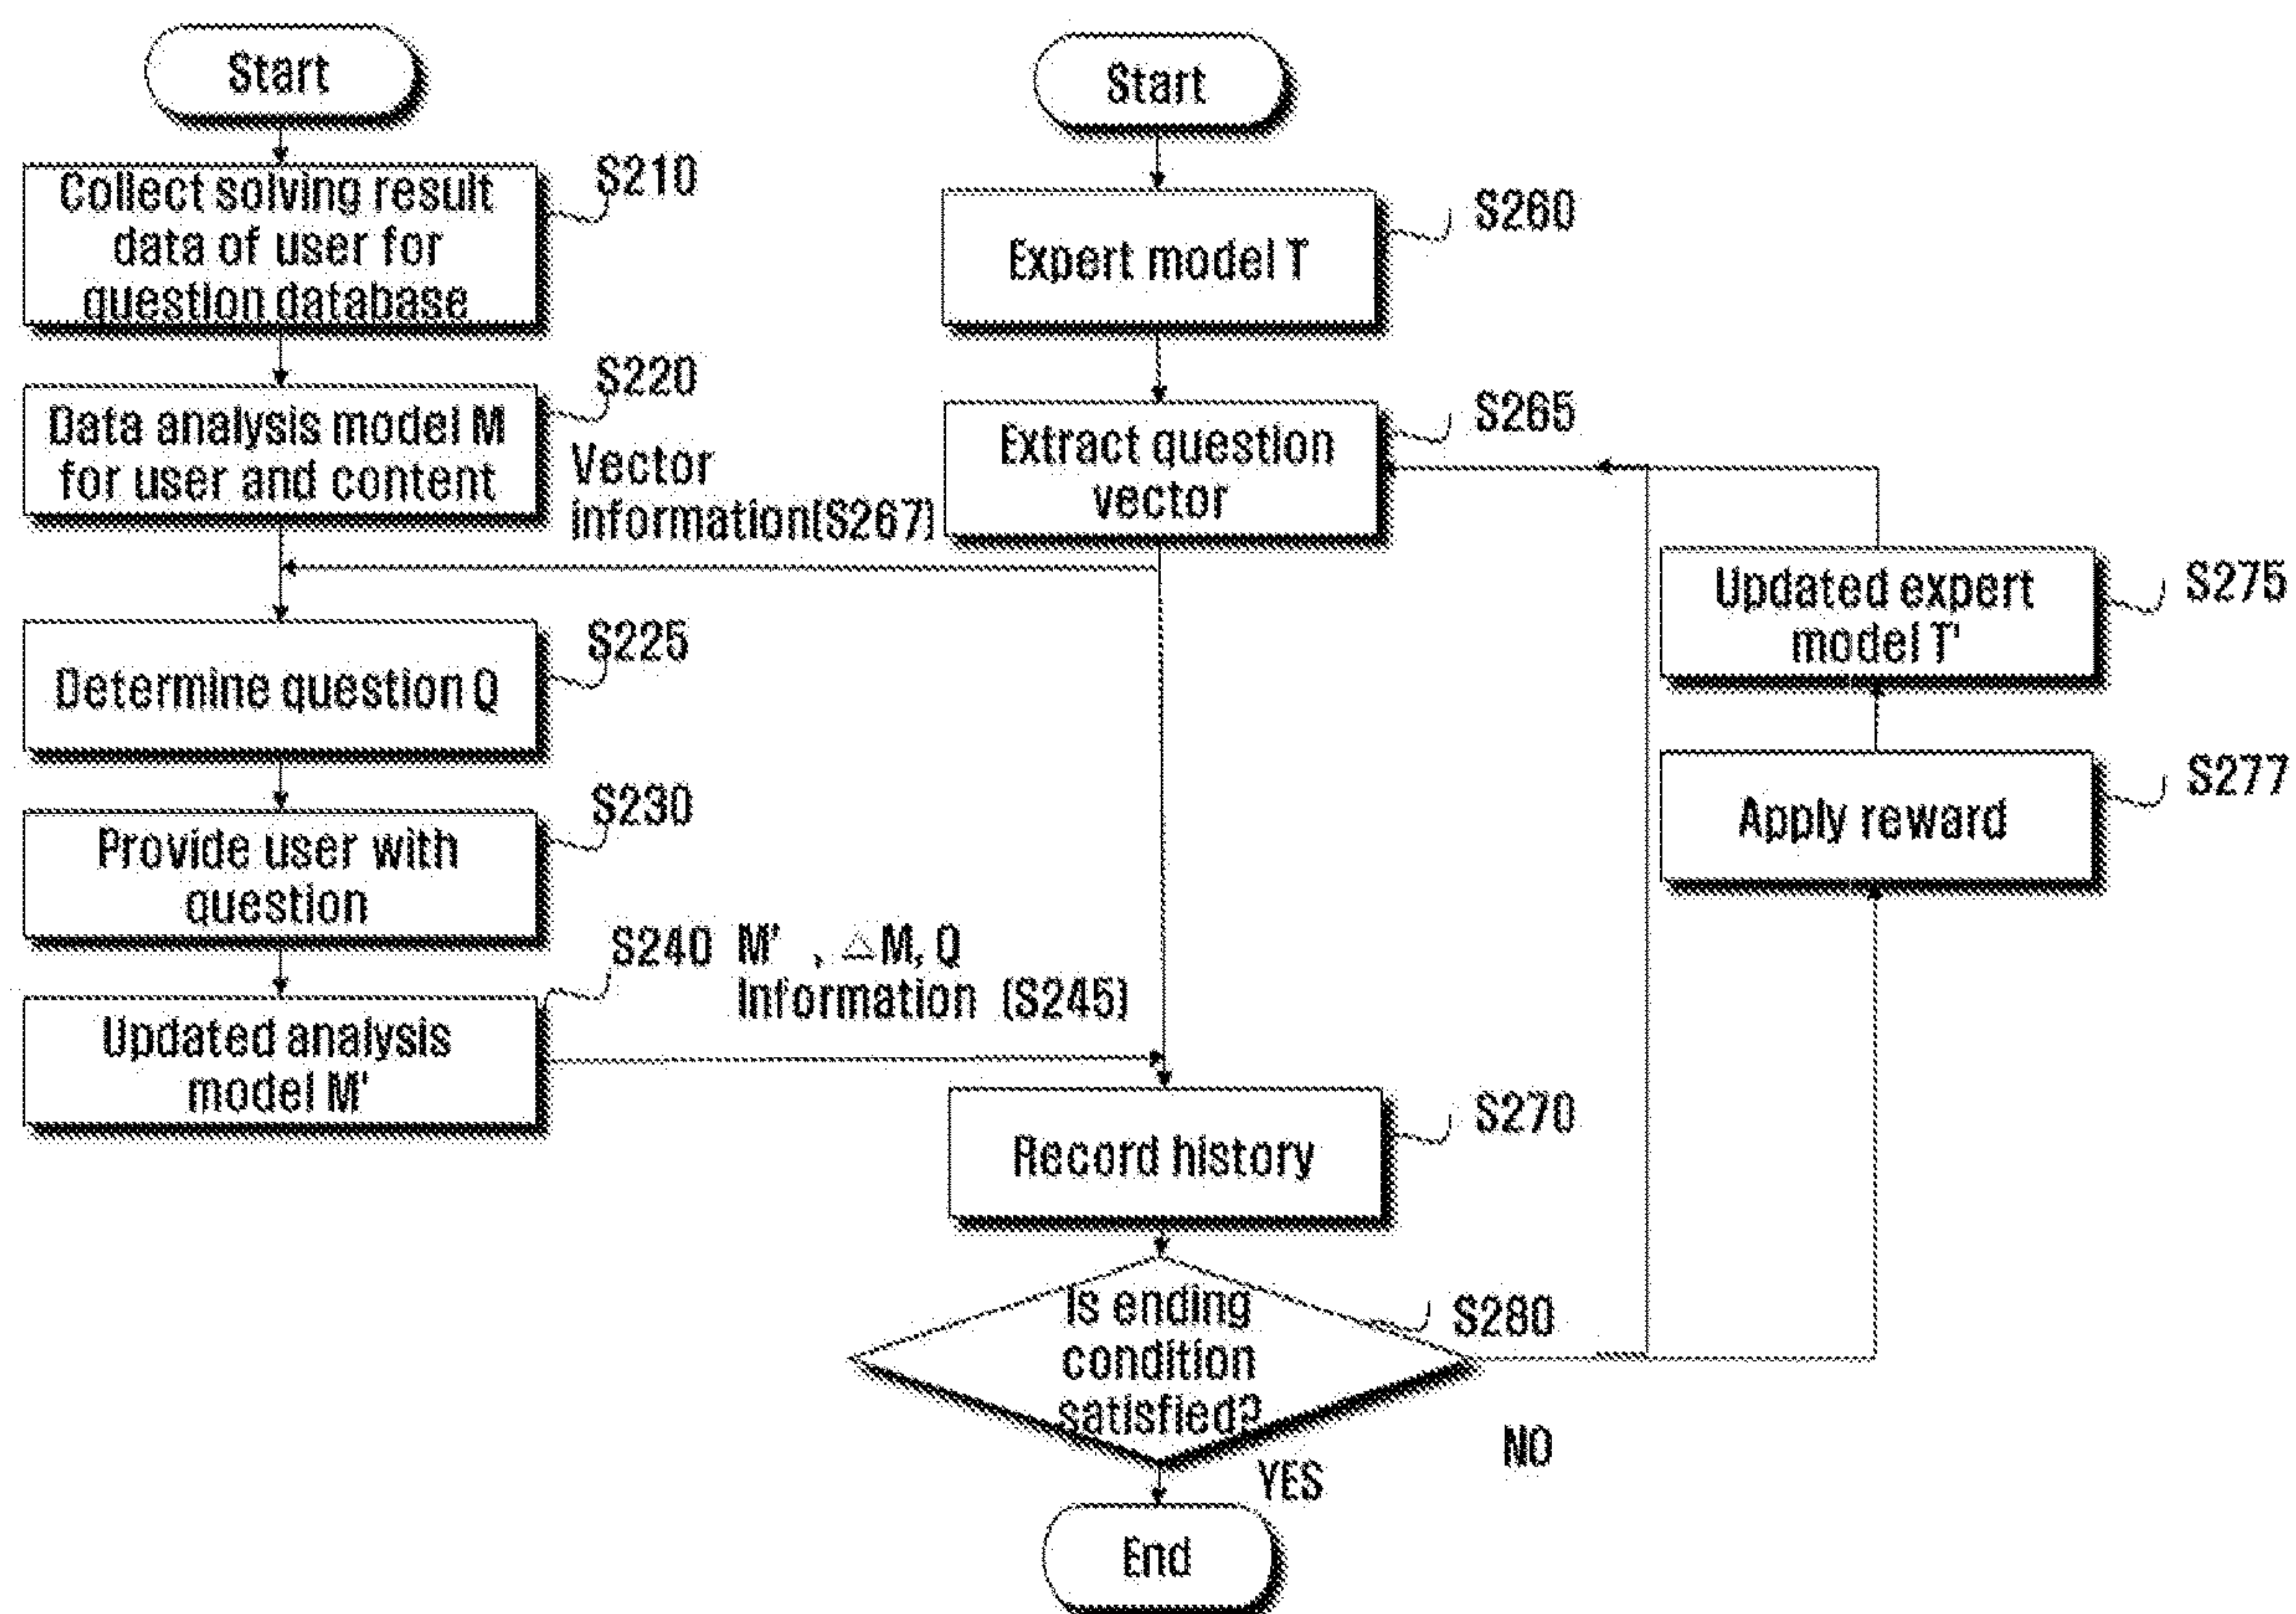 Start
S210
Collect solving result
data of user for
question database
S220
Data analysis model M
for user and content
Vector
information(S267)
S225
Determine question Q
S230
Provide user with
question
S240
M' , △M, Q
Information (S245)
Updated analysis
model M'
Start
S260
Expert model T
S265
Extract question
vector
S275
Updated expert
model T'
S277
Apply reward
S270
Record history
S280
Is ending
condition
satisfied?
NO
YES
End